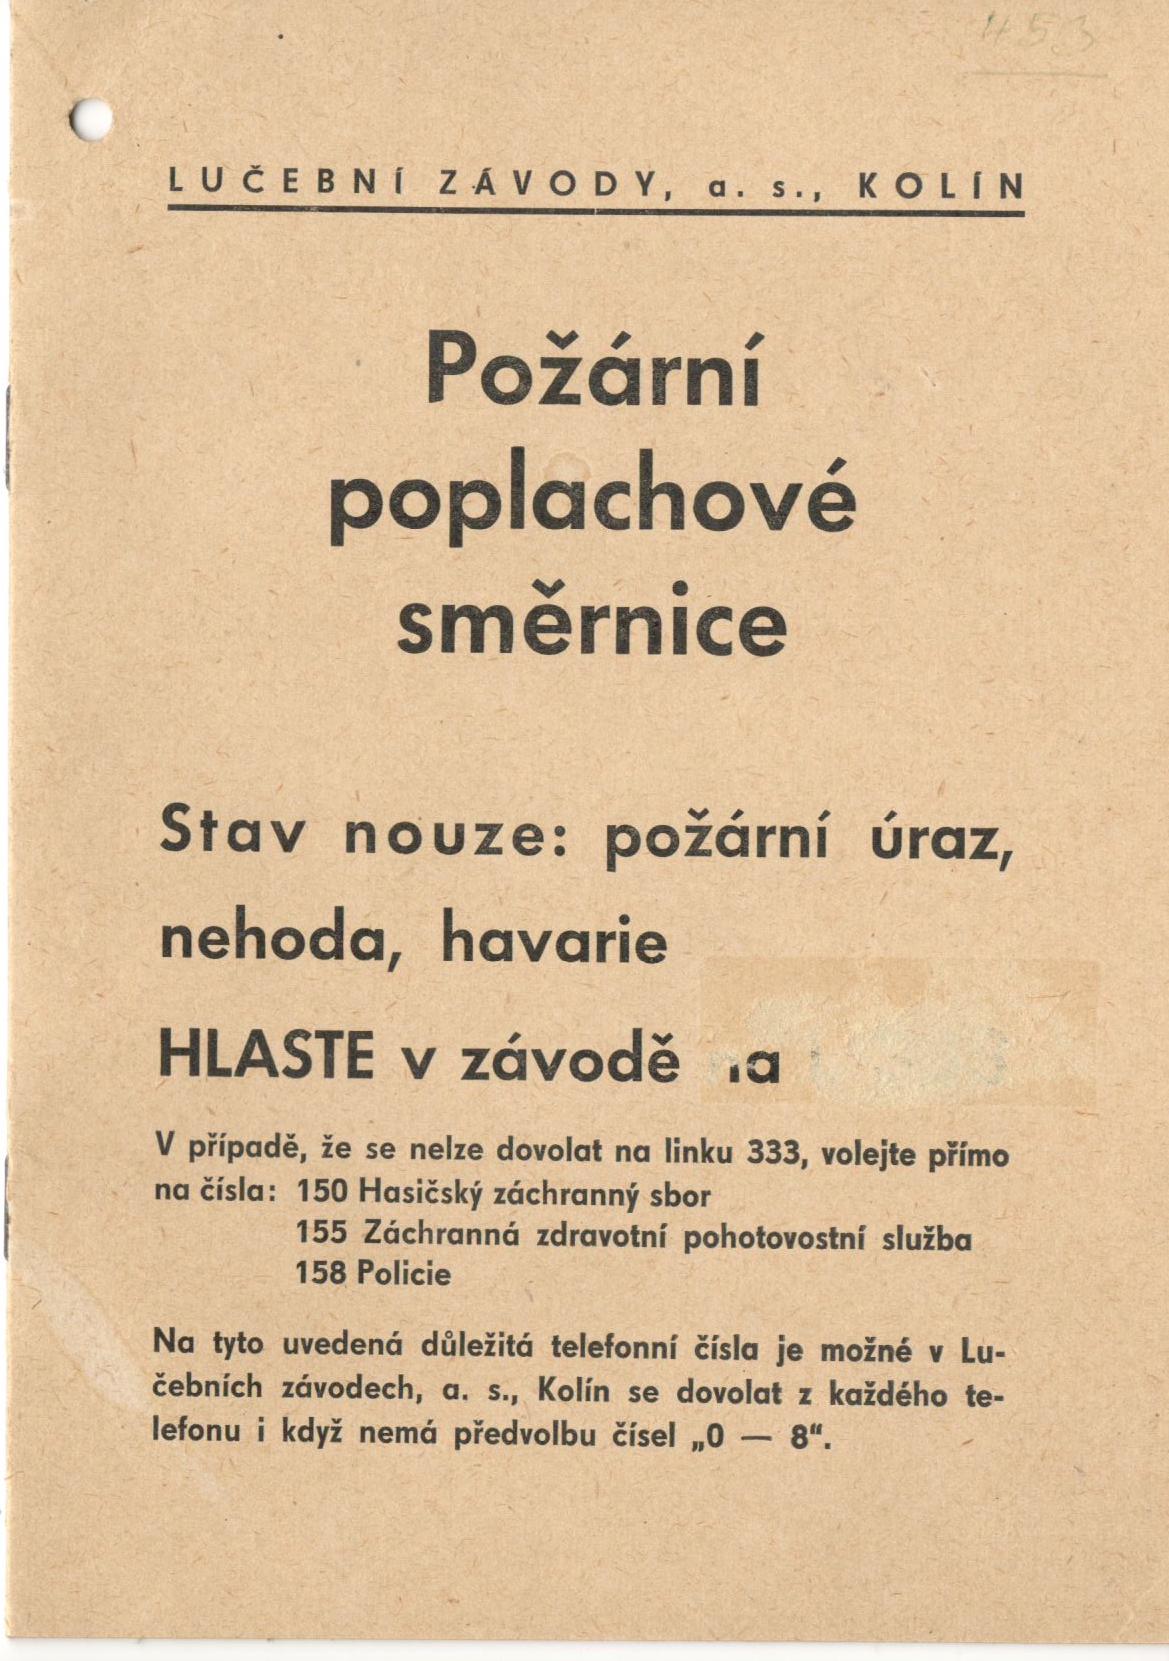 453
LUČEBNÍ ZÁVODY, a. s., KOLÍN
Požární
poplachové
směrnice
Stav nouze: požární úraz,
nehoda, havarie
HLASTE v závodě na
V případě, že se nelze dovolat na linku 333, volejte přímo
na čísla: 150 Hasičský záchranný sbor
155 Záchranná zdravotní pohotovostní služba
158 Policie
Na tyto uvedená důležitá telefonní čísla je možné v Lu-
čebních závodech, a. s., Kolín se dovolat z každého te-
lefonu i když nemá předvolbu čísel „0 — 8“.